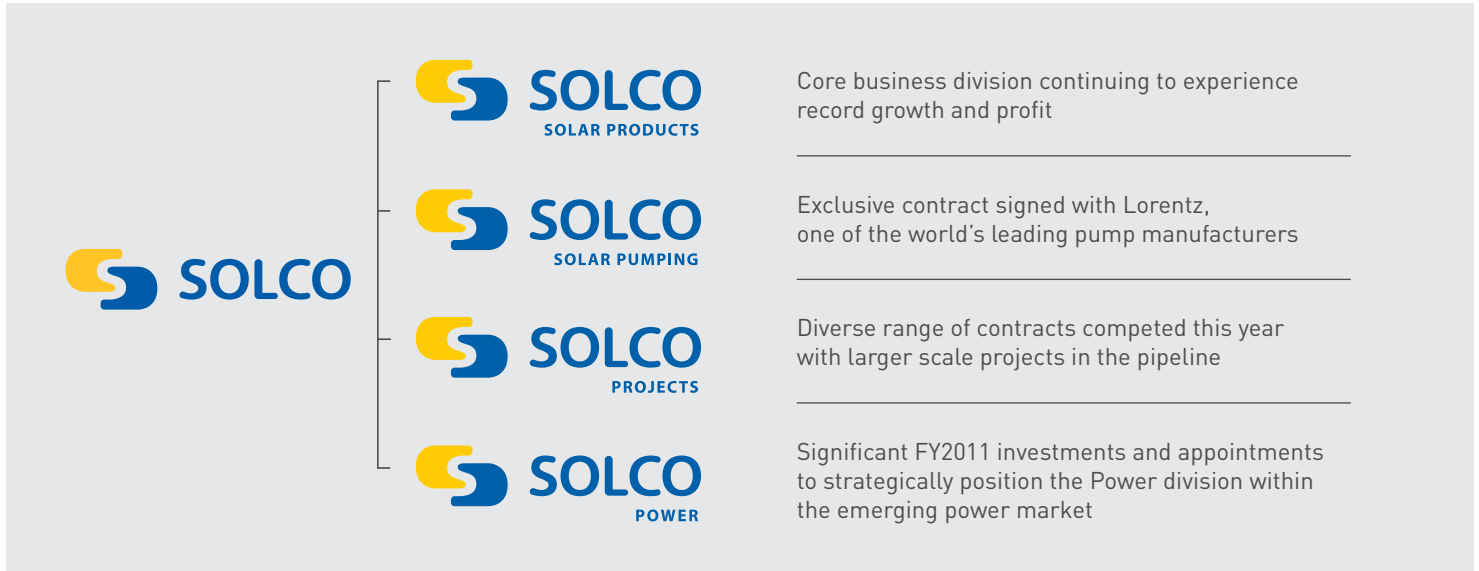 SOLCO
SOLCO
SOLAR PRODUCTS
Core business division continuing to experience
record growth and profit
SOLCO
SOLAR PUMPING
Exclusive contract signed with Lorentz,
one of the world's leading pump manufacturers
SOLCO
PROJECTS
Diverse range of contracts competed this year
with larger scale projects in the pipeline
SOLCO
POWER
Significant FY2011 investments and appointments
to strategically position the Power division within
the emerging power market